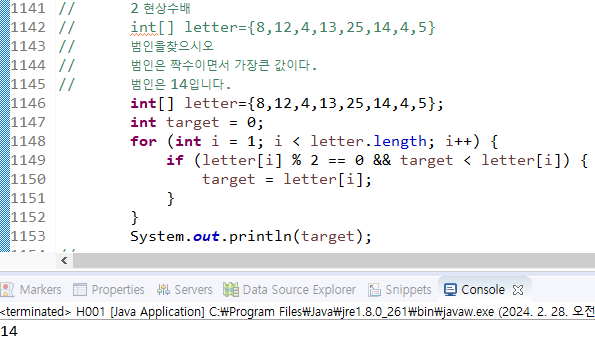 1141 // 2 현상수배
1142 // int[] letter={8,12,4,13,25,14,4,5}
1143 // 범인을찾으시오
1144 // 범인은 짝수이면서 가장큰 값이다.
1145 // 범인은 14입니다.
1146 int[] letter={8,12,4,13,25,14,4,5};
1147 int target = 0;
1148 for (int i = 1; i < letter.length; i++) {
1149 if (letter[i] % 2 == 0 && target < letter[i]) {
1150 target = letter[i];
1151 }
1152 }
1153 System.out.println(target);
Markers Properties Servers Data Source Explorer Snippets Console
<terminated> H001 [Java Application] C:₩Program Files₩Java₩jre1.8.0_261₩bin₩javaw.exe (2024. 2. 28. 오전
14